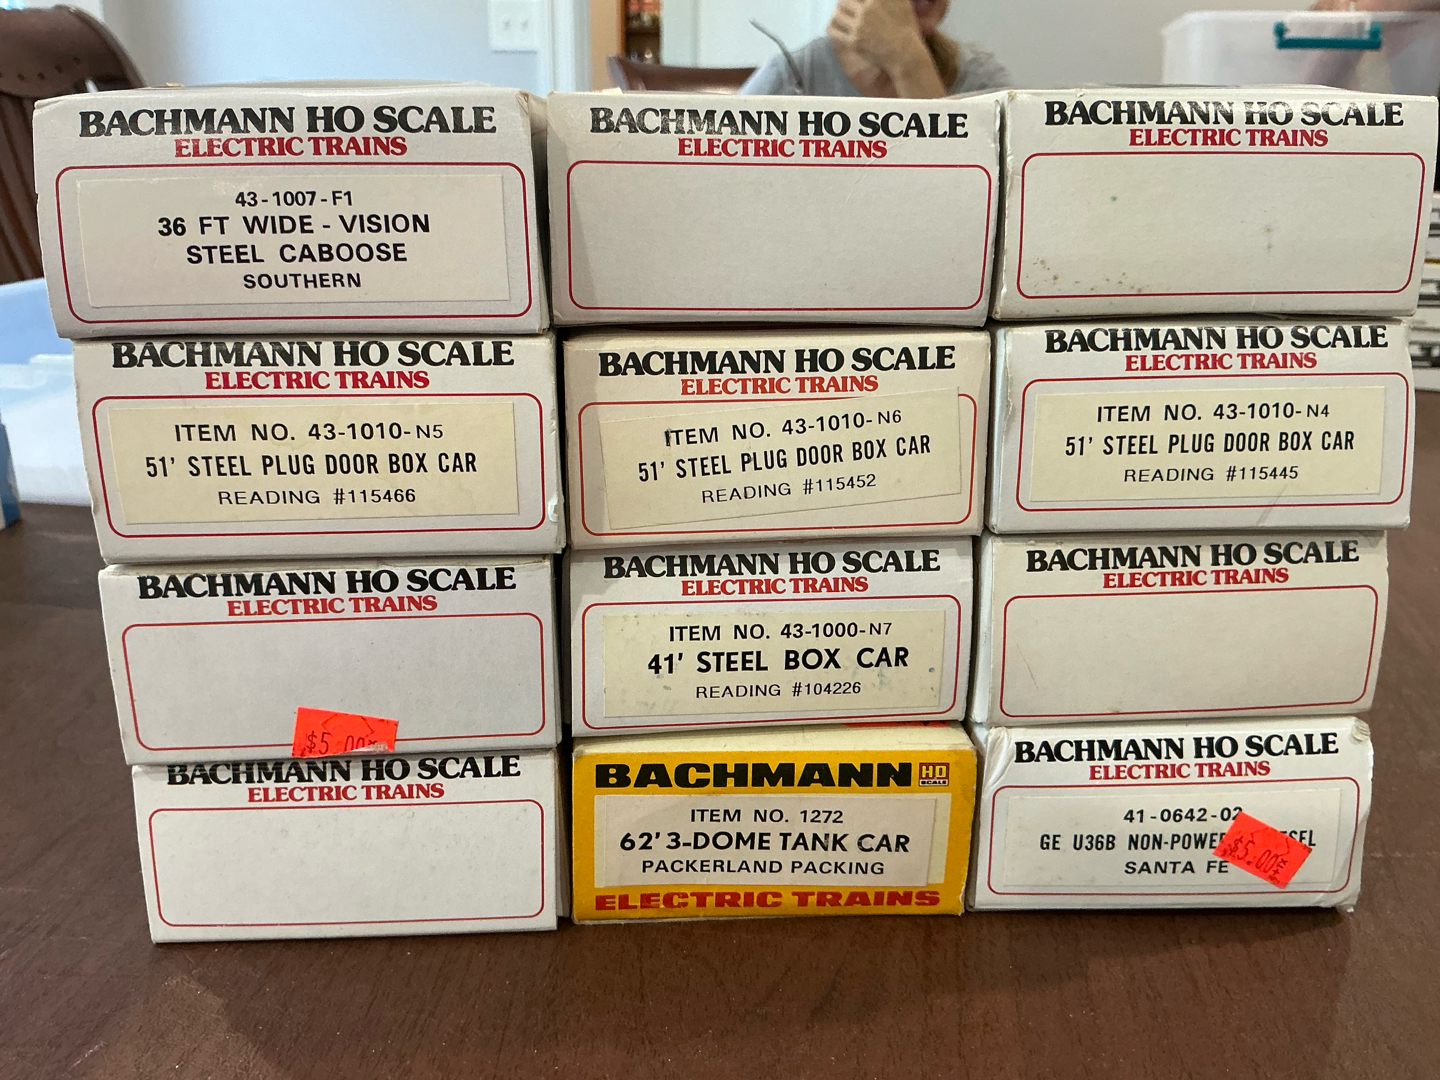 BACHMANN HO SCALE
ELECTRIC TRAINS
43-1007-F1
36 FT WIDE-VISION
STEEL CABOOSE
SOUTHERN
BACHMANN HO SCALE
ELECTRIC TRAINS
BACHMANN HO SCALE
ELECTRIC TRAINS
BACHMANN HO SCALE
ELECTRIC TRAINS
ITEM NO. 43-1010-N5
51' STEEL PLUG DOOR BOX CAR
READING #115466
BACHMANN HO SCALE
ELECTRIC TRAINS
ITEM NO. 43-1010-N6
51' STEEL PLUG DOOR BOX CAR
READING #115452
BACHMANN HO SCALE
ELECTRIC TRAINS
ITEM NO. 43-1010-N4
51' STEEL PLUG DOOR BOX CAR
READING #115445
BACHMANN HO SCALE
ELECTRIC TRAINS
$5.00
BACHMANN HO SCALE
ELECTRIC TRAINS
ITEM NO. 43-1000-N7
41' STEEL BOX CAR
READING #104226
BACHMANN HO SCALE
ELECTRIC TRAINS
BACHMANN HO SCALE
ELECTRIC TRAINS
BACHMANN HO SCALE
ITEM NO. 1272
62' 3-DOME TANK CAR
PACKERLAND PACKING
ELECTRIC TRAINS
BACHMANN HO SCALE
ELECTRIC TRAINS
41-0642-02
GE U36B NON-POWER
SANTA FE
$5.00